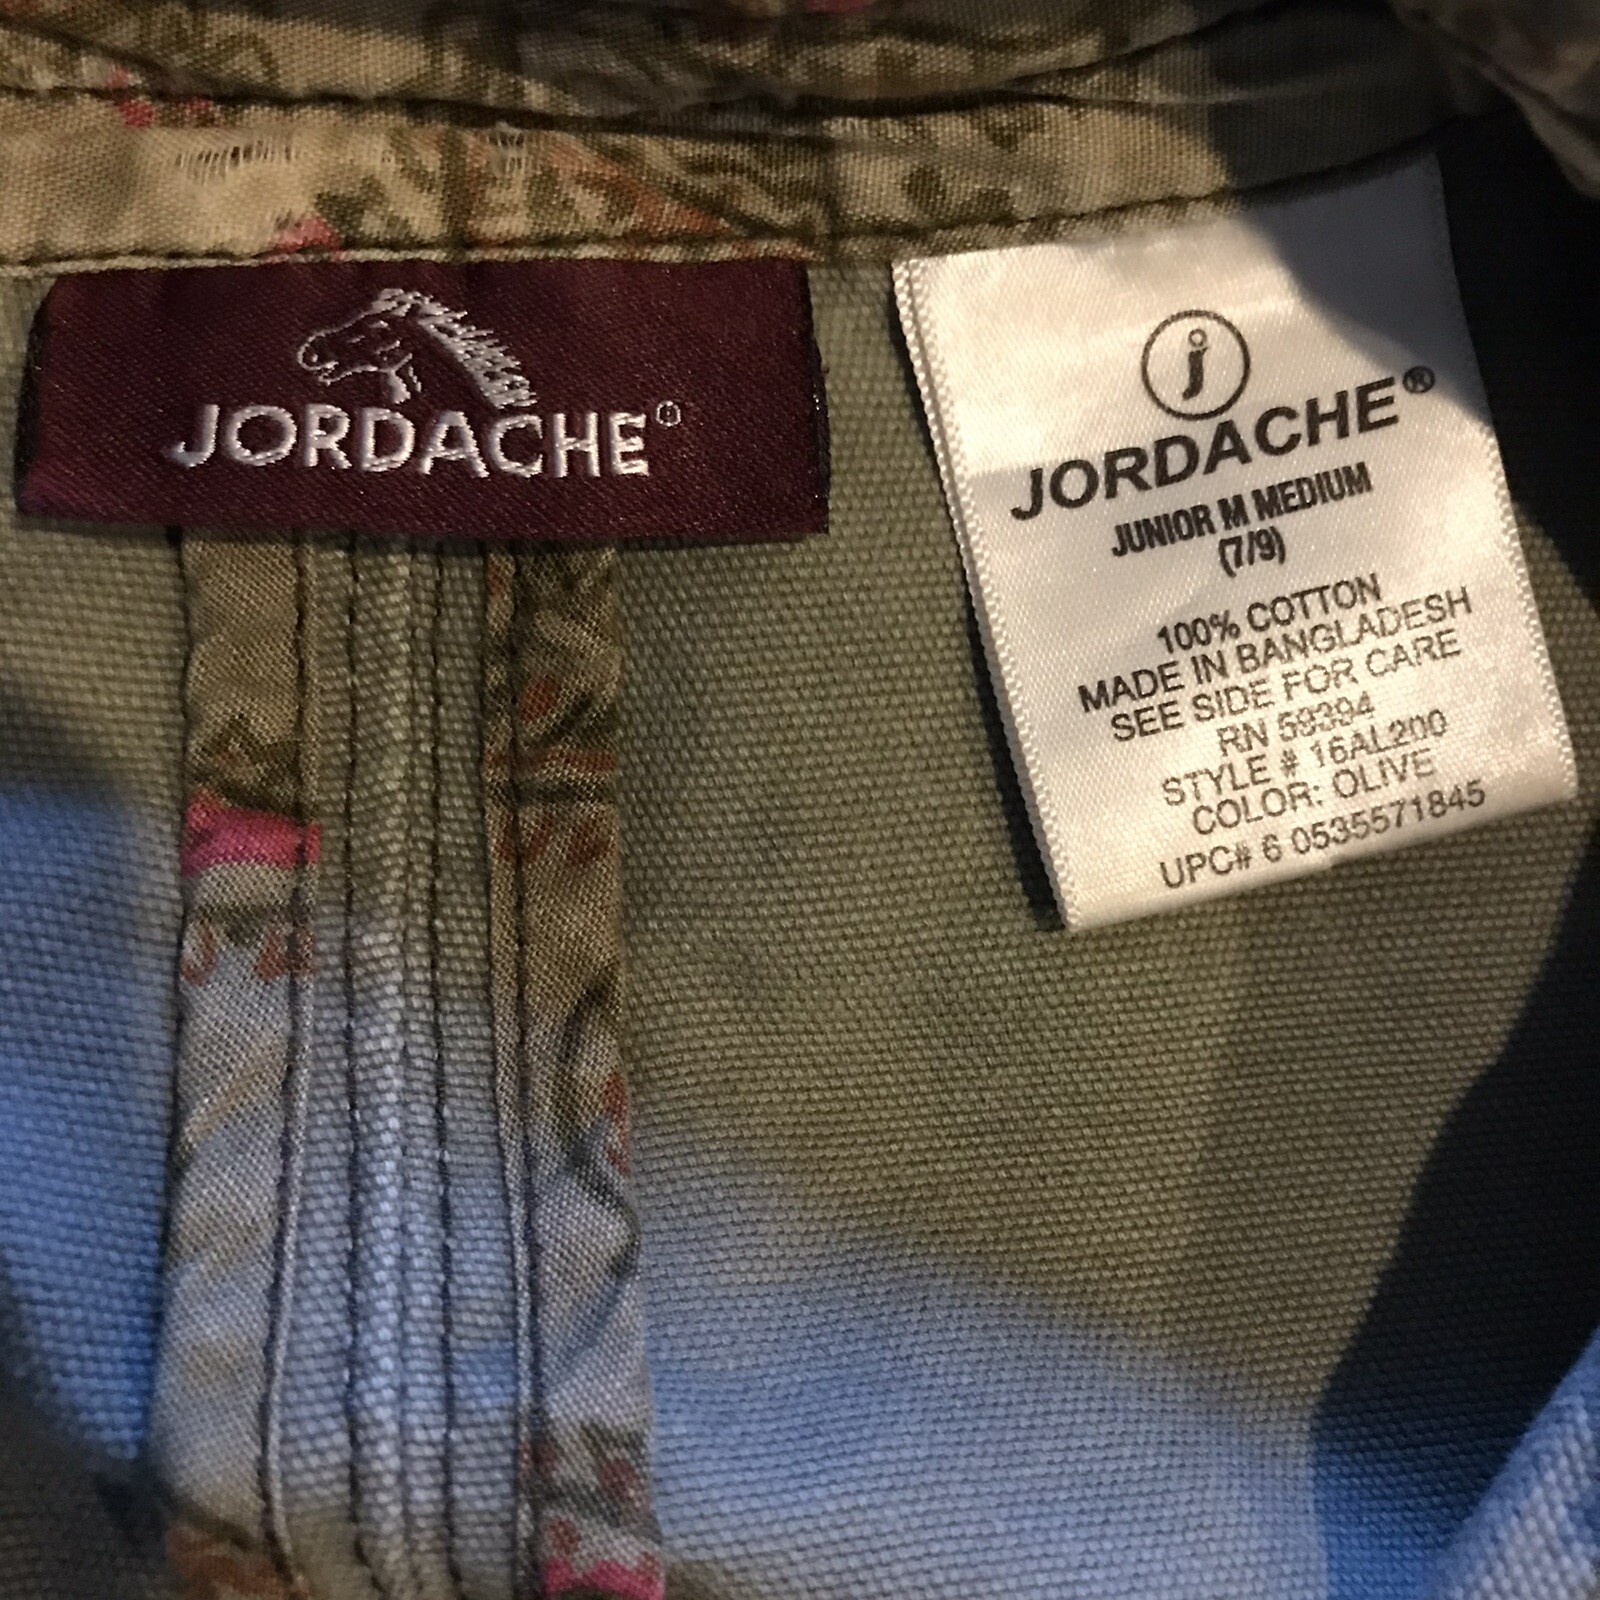 JORDACHE®
j
JORDACHE®
JUNIOR M MEDIUM
(7/9)
100% COTTON
MADE IN BANGLADESH
SEE SIDE FOR CARE
RN 59394
STYLE # 16AL200
COLOR: OLIVE
UPC# 6 0535571845